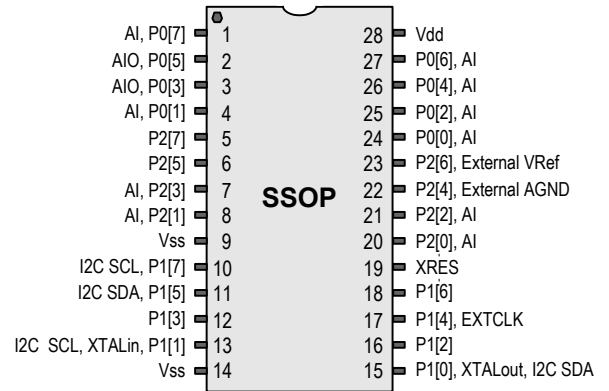 AI, P0[7] 1 28 Vdd
AIO, P0[5] 2 27 P0[6], AI
AIO, P0[3] 3 26 P0[4], AI
AI, P0[1] 4 25 P0[2], AI
P2[7] 5 24 P0[0], AI
P2[5] 6 23 P2[6], External VRef
AI, P2[3] 7 SSOP 22 P2[4], External AGND
AI, P2[1] 8 21 P2[2], AI
Vss 9 20 P2[0], AI
I2C SCL, P1[7] 10 19 XRES
I2C SDA, P1[5] 11 18 P1[6]
P1[3] 12 17 P1[4], EXTCLK
I2C SCL, XTALin, P1[1] 13 16 P1[2]
Vss 14 15 P1[0], XTALout, I2C SDA